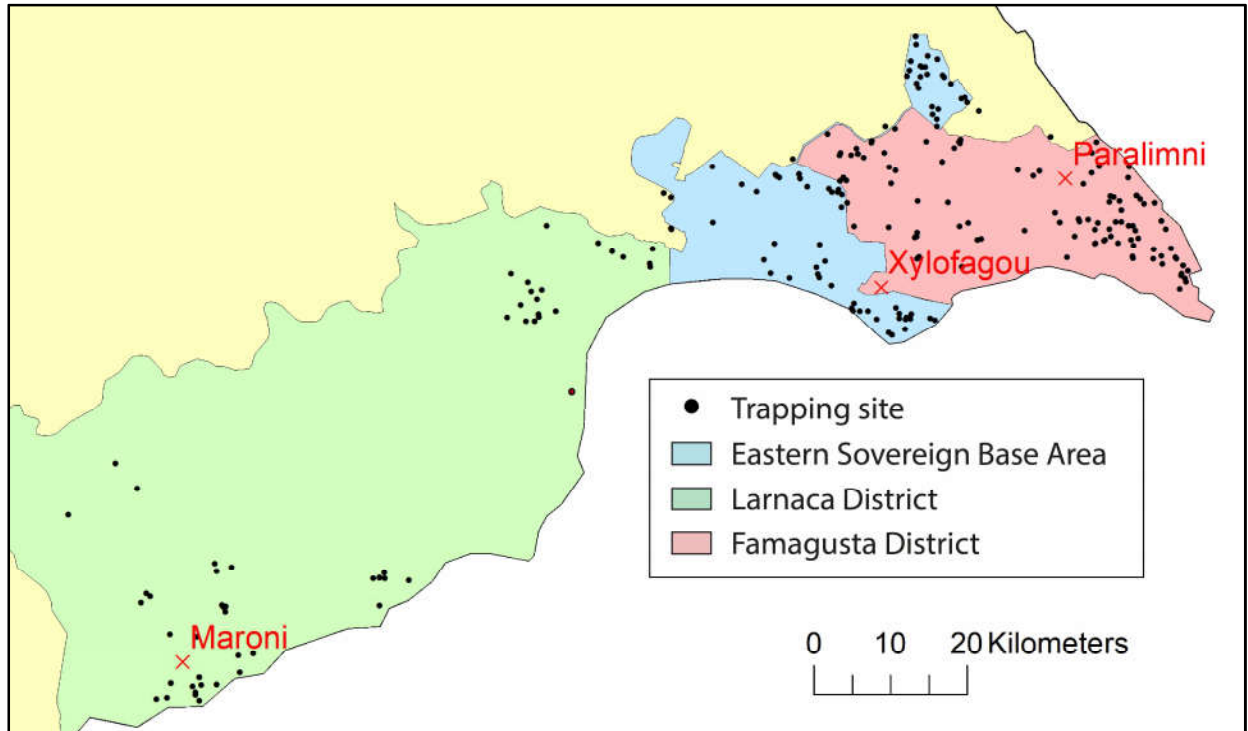 Paralimni
Xylofagou
Trapping site
Eastern Sovereign Base Area
Larnaca District
Famagusta District
Maroni
0 10 20 Kilometers